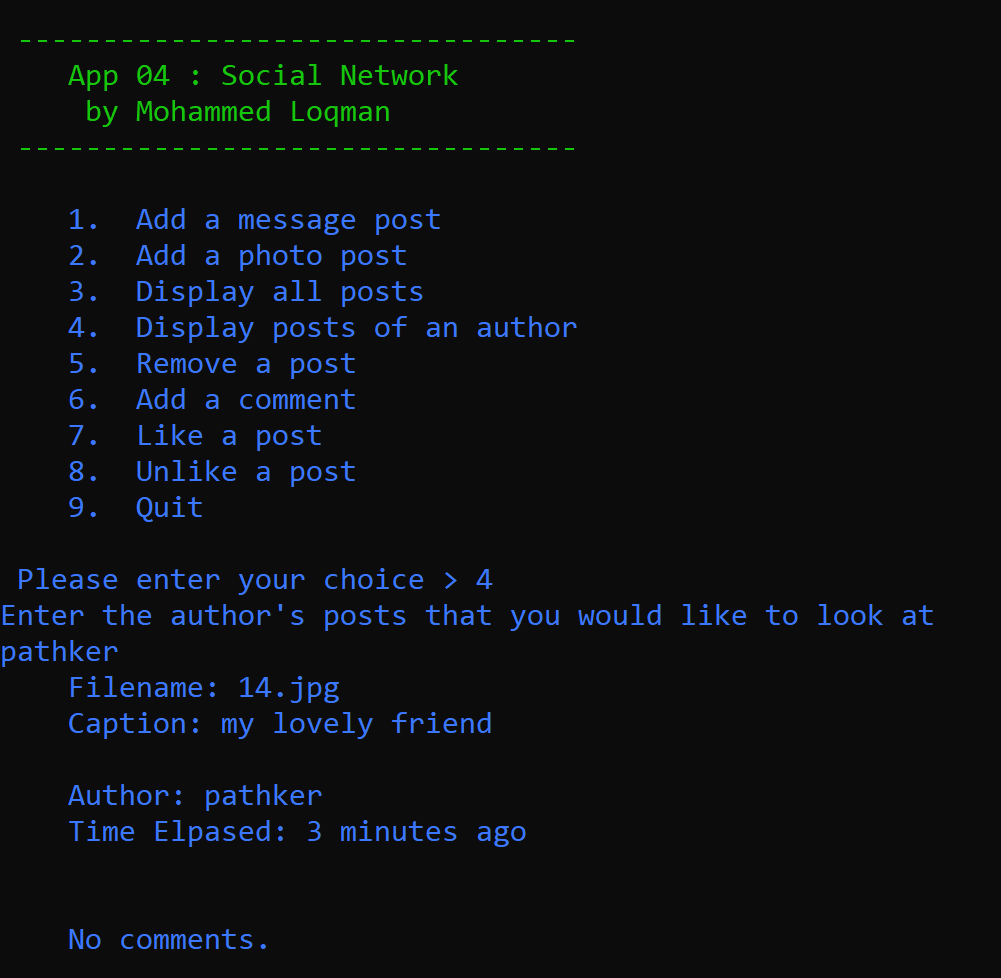 ---------------------------------
App 04 : Social Network
by Mohammed Loqman
---------------------------------
1. Add a message post
2. Add a photo post
3. Display all posts
4. Display posts of an author
5. Remove a post
6. Add a comment
7. Like a post
8. Unlike a post
9. Quit
Please enter your choice > 4
Enter the author's posts that you would like to look at
pathker
Filename: 14.jpg
Caption: my lovely friend
Author: pathker
Time Elpased: 3 minutes ago
No comments.